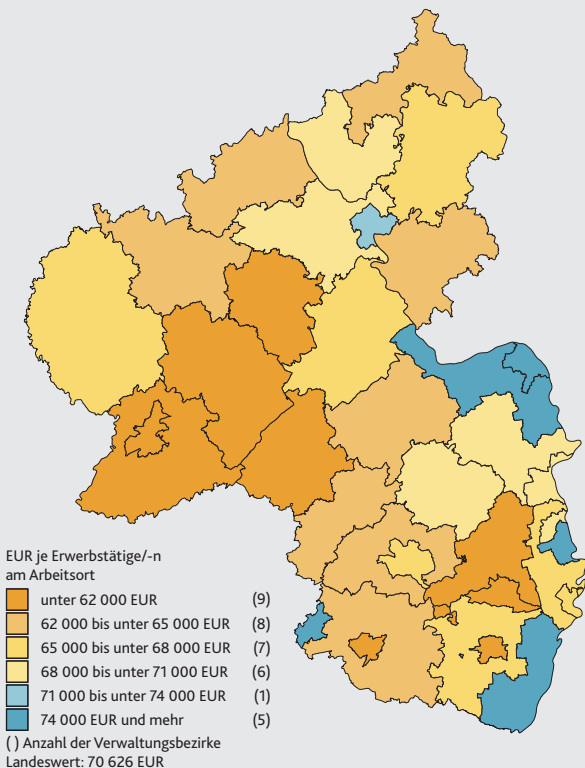 EUR je Erwerbstätige/-n
am Arbeitsort
unter 62 000 EUR (9)
62 000 bis unter 65 000 EUR (8)
65 000 bis unter 68 000 EUR (7)
68 000 bis unter 71 000 EUR (6)
71 000 bis unter 74 000 EUR (1)
74 000 EUR und mehr (5)
( ) Anzahl der Verwaltungsbezirke
Landeswert: 70 626 EUR